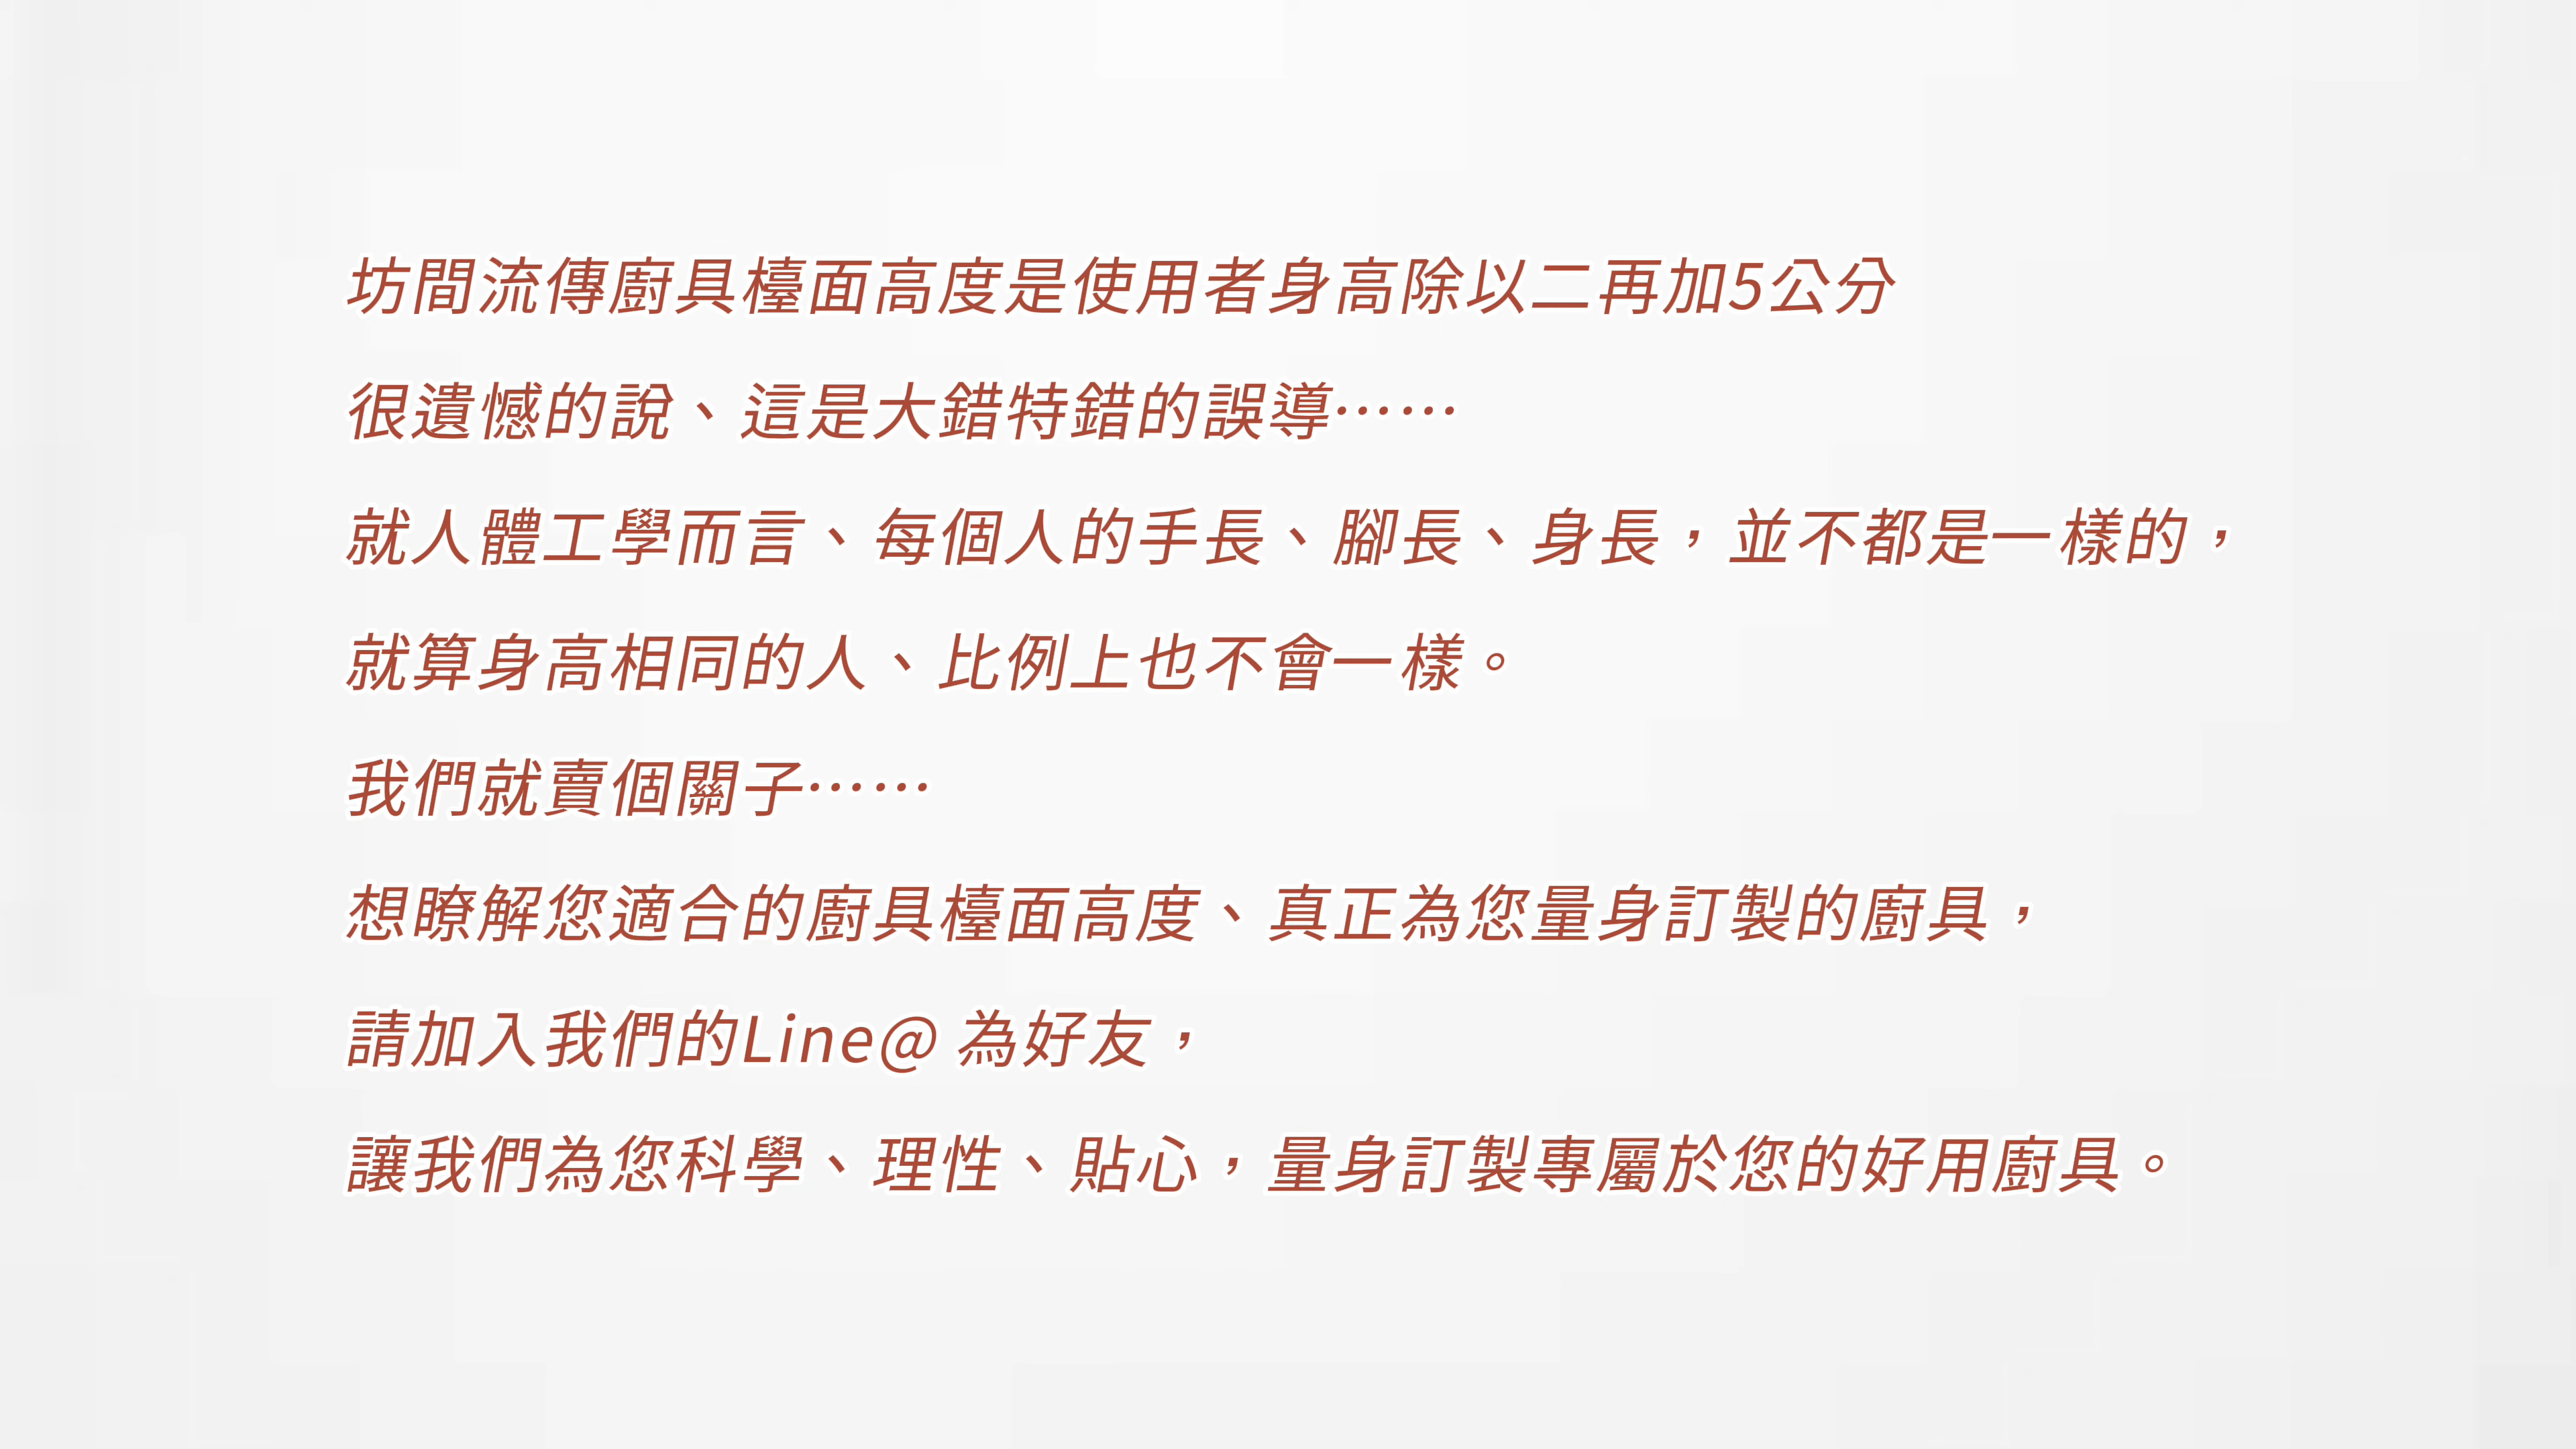 坊間流傳廚具檯面高度是使用者身高除以二再加5公分
很遺憾的說、這是大錯特錯的誤導⋯⋯
就人體工學而言、每個人的手長、腳長、身長，並不都是一樣的，
就算身高相同的人、比例上也不會一樣。
我們就賣個關子⋯⋯
想瞭解您適合的廚具檯面高度、真正為您量身訂製的廚具，
請加入我們的Line@ 為好友，
讓我們為您科學、理性、貼心，量身訂製專屬於您的好用廚具。